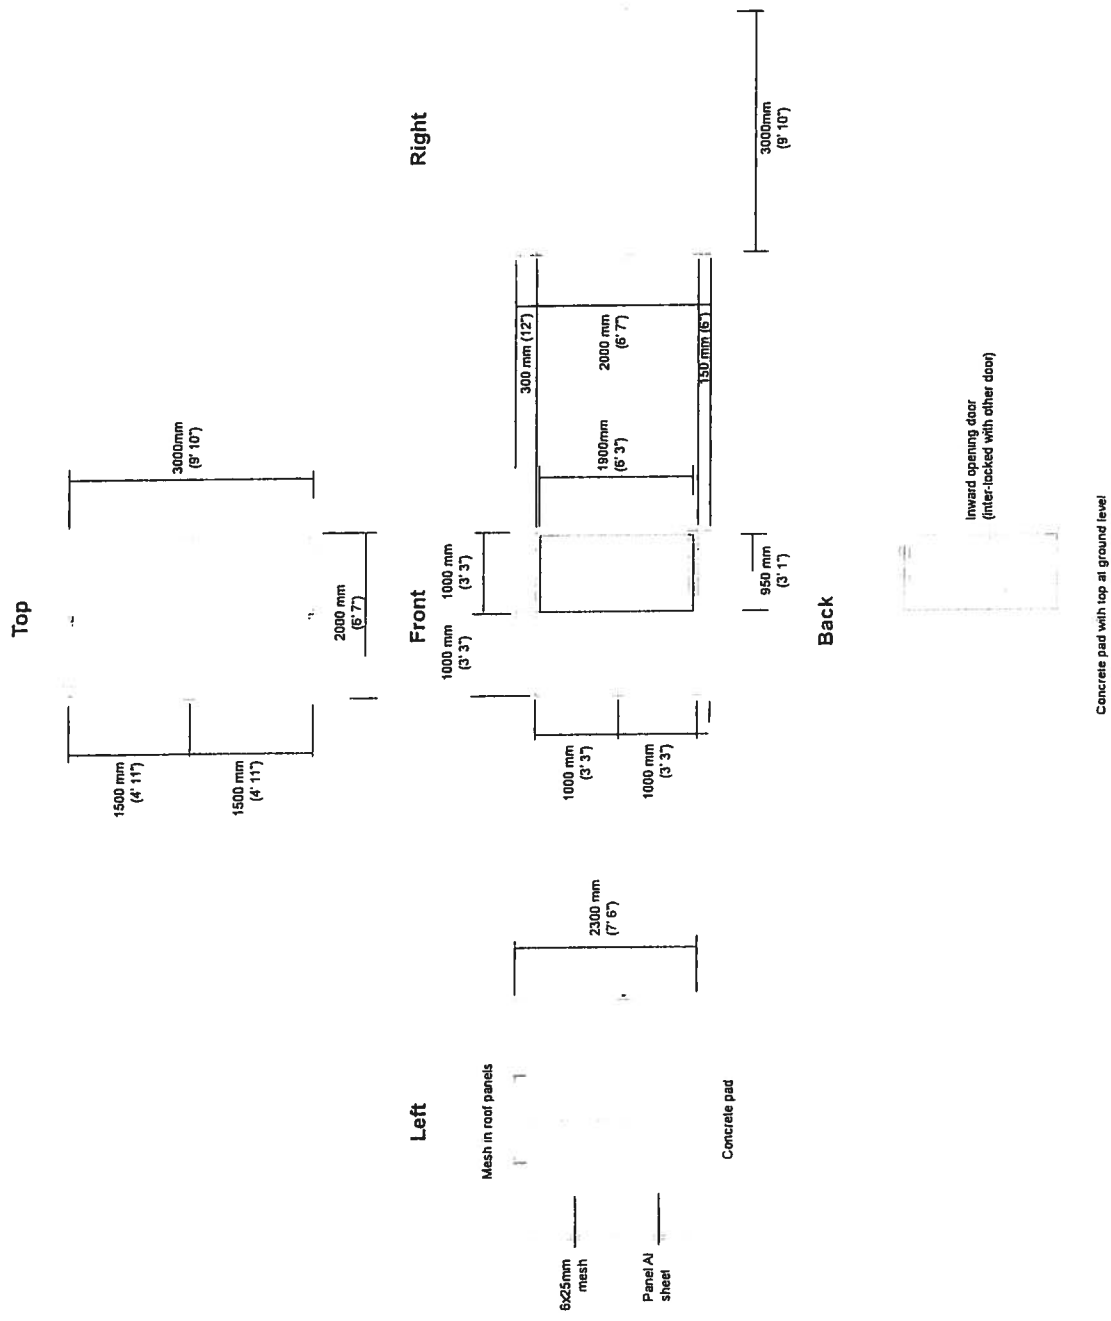 Top
3000mm
(9' 10")
2000 mm
(6' 7")
1500 mm
(4' 11")
1500 mm
(4' 11")
Left
Mesh in roof panels
6x25mm
mesh
Panel Al
sheet
Concrete pad
2300 mm
(7' 6")
Front
1000 mm
(3' 3")
1000 mm
(3' 3")
1000 mm
(3' 3")
1000 mm
(3' 3")
1900mm
(6' 3")
950 mm
(3' 1")
300 mm (12")
2000 mm
(6' 7")
150 mm (6")
Right
3000mm
(9' 10")
Back
Inward opening door
(inter-locked with other door)
Concrete pad with top at ground level